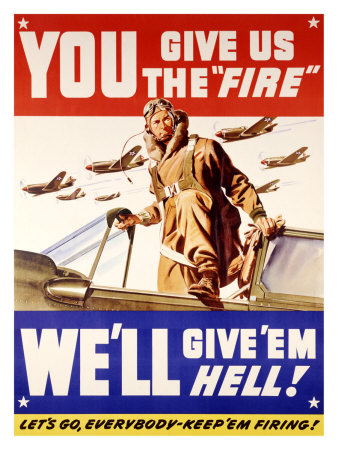 YOU GIVE US
THE "FIRE"
WE'LL GIVE 'EM
HELL!
LET'S GO, EVERYBODY-KEEP 'EM FIRING!